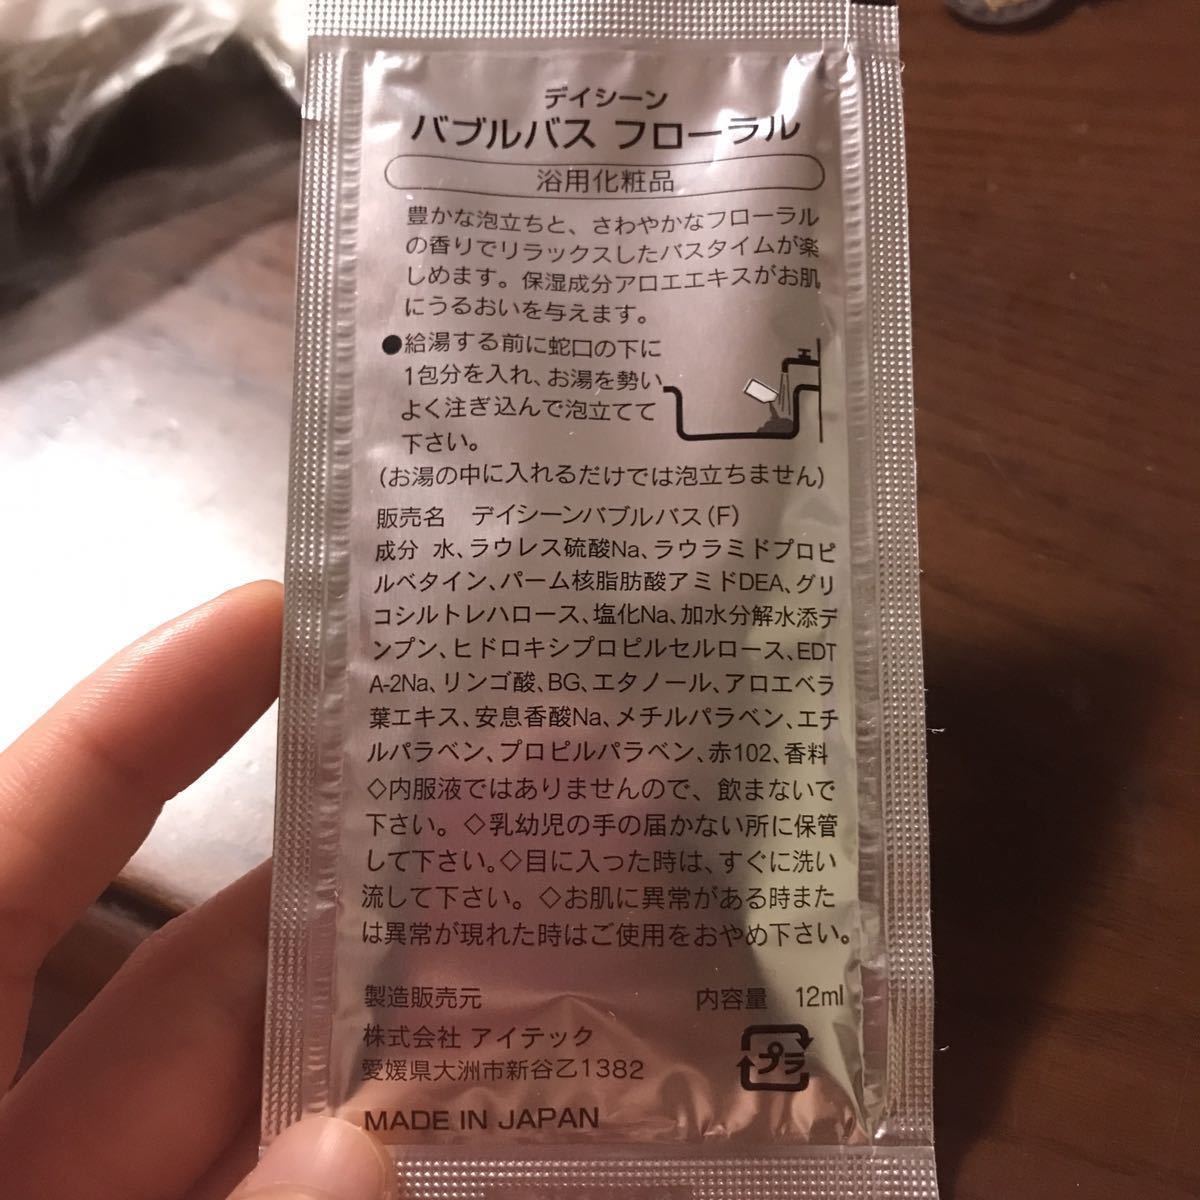 デイシーン
バブルバス フローラル
浴用化粧品
豊かな泡立ちと、さわやかなフローラル
の香りでリラックスしたバスタイムが楽
しめます。保湿成分アロエエキスがお肌
にうるおいを与えます。
●給湯する前に蛇口の下に
1包分を入れ、お湯を勢い
よく注ぎ込んで泡立てて
下さい。
(お湯の中に入れるだけでは泡立ちません)
販売名 デイシーンバブルバス(F)
成分 水、ラウレス硫酸Na、ラウラミドプロピ
ルベタイン、パーム核脂肪酸アミドDEA、グリ
コシルトレハロース、塩化Na、加水分解水添デ
ンプン、ヒドロキシプロピルセルロース、EDT
A-2Na、リンゴ酸、BG、エタノール、アロエベラ
葉エキス、安息香酸Na、メチルパラベン、エチ
ルパラベン、プロピルパラベン、赤102、香料
◇内服液ではありませんので、飲まないで
下さい。◇乳幼児の手の届かない所に保管
して下さい。◇目に入った時は、すぐに洗い
流して下さい。◇お肌に異常がある時また
は異常が現れた時はご使用をおやめ下さい。
製造販売元 内容量 12ml
株式会社 アイテック
愛媛県大洲市新谷乙1382
プラ
MADE IN JAPAN